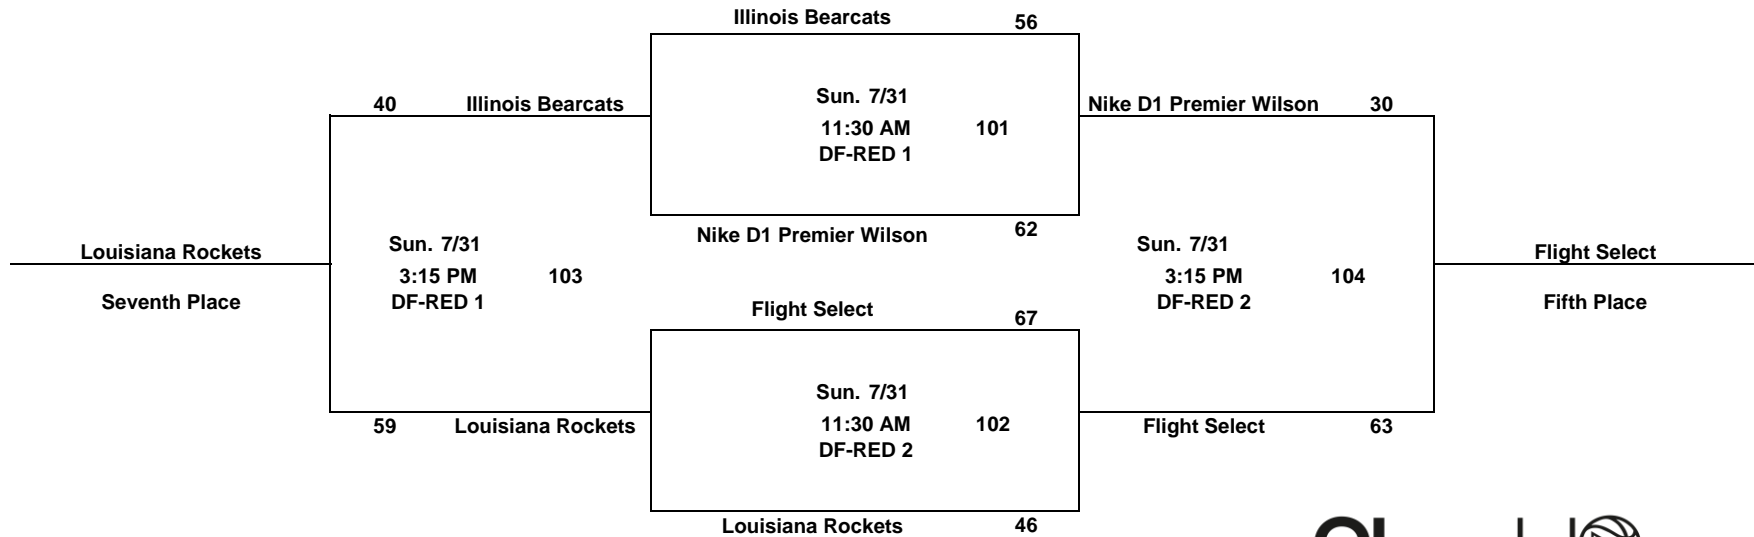 Illinois Bearcats 56
Sun. 7/31
40 Illinois Bearcats
Nike D1 Premier Wilson 30
11:30 AM 101
DF-RED 1
Nike D1 Premier Wilson 62
Louisiana Rockets
Seventh Place
Sun. 7/31
3:15 PM 103
DF-RED 1
Sun. 7/31
3:15 PM 104
DF-RED 2
Flight Select
Fifth Place
Flight Select 67
Sun. 7/31
11:30 AM 102
DF-RED 2
59 Louisiana Rockets
Flight Select 63
Louisiana Rockets 46